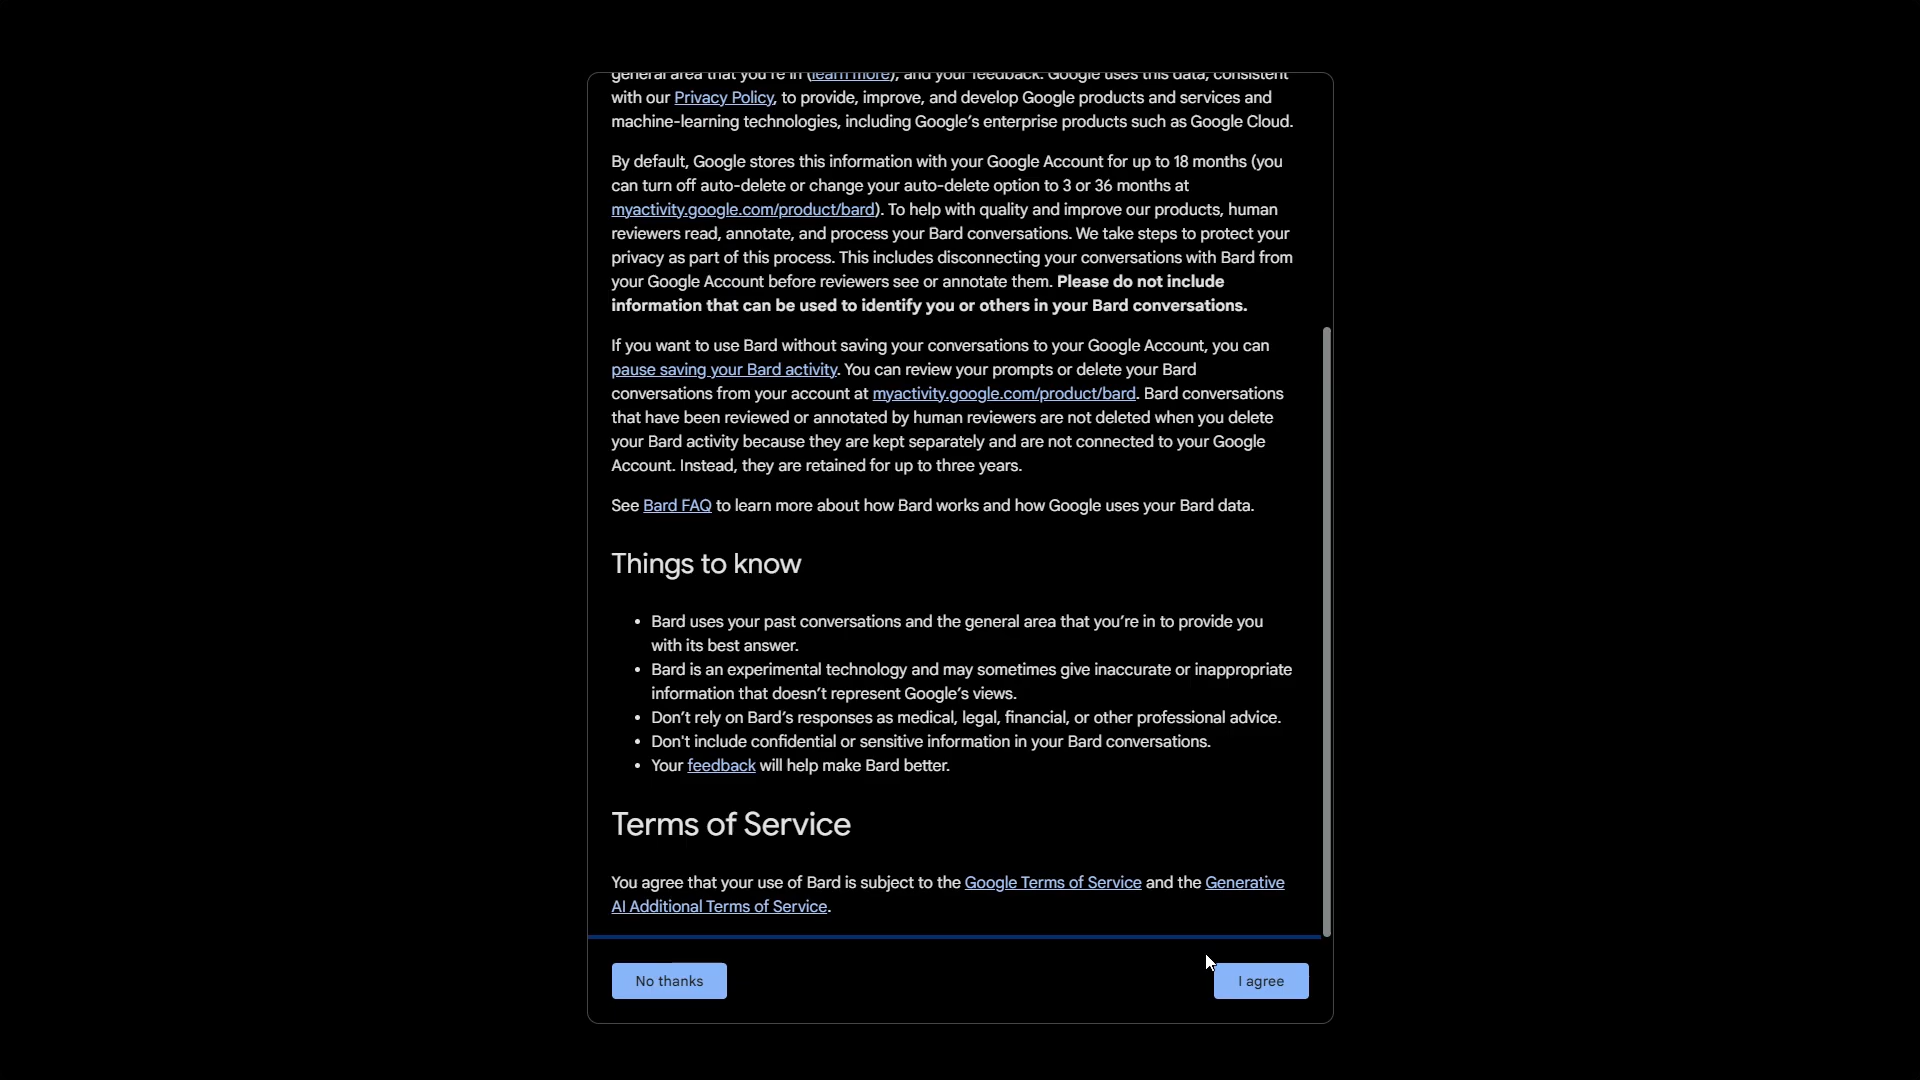 general area that you're in (learn more), and your feedback. Google uses this data, consistent
with our Privacy Policy, to provide, improve, and develop Google products and services and
machine-learning technologies, including Google's enterprise products such as Google Cloud.
By default, Google stores this information with your Google Account for up to 18 months (you
can turn off auto-delete or change your auto-delete option to 3 or 36 months at
myactivity.google.com/product/bard). To help with quality and improve our products, human
reviewers read, annotate, and process your Bard conversations. We take steps to protect your
privacy as part of this process. This includes disconnecting your conversations with Bard from
your Google Account before reviewers see or annotate them. Please do not include
information that can be used to identify you or others in your Bard conversations.
If you want to use Bard without saving your conversations to your Google Account, you can
pause saving your Bard activity. You can review your prompts or delete your Bard
conversations from your account at myactivity.google.com/product/bard. Bard conversations
that have been reviewed or annotated by human reviewers are not deleted when you delete
your Bard activity because they are kept separately and are not connected to your Google
Account. Instead, they are retained for up to three years.
See Bard FAQ to learn more about how Bard works and how Google uses your Bard data.
Things to know
• Bard uses your past conversations and the general area that you're in to provide you
with its best answer.
• Bard is an experimental technology and may sometimes give inaccurate or inappropriate
information that doesn't represent Google's views.
• Don't rely on Bard's responses as medical, legal, financial, or other professional advice.
• Don't include confidential or sensitive information in your Bard conversations.
• Your feedback will help make Bard better.
Terms of Service
You agree that your use of Bard is subject to the Google Terms of Service and the Generative
AI Additional Terms of Service.
No thanks
I agree